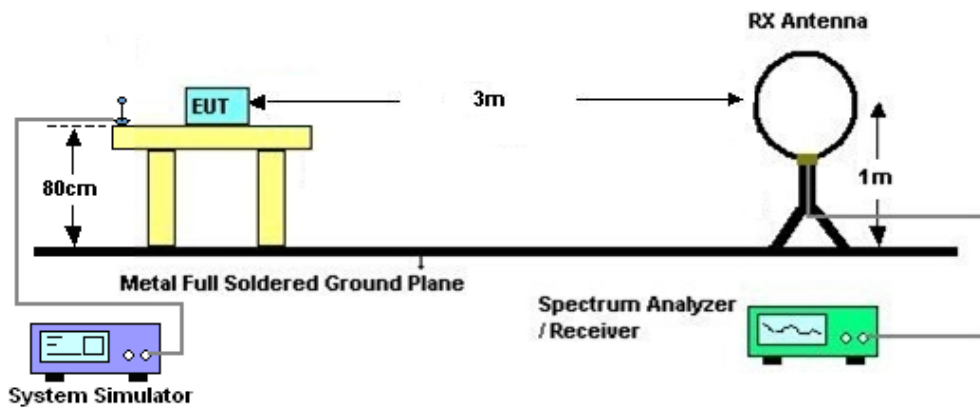 RX Antenna
EUT
3m
80cm
1m
Metal Full Soldered Ground Plane
Spectrum Analyzer
/ Receiver
System Simulator